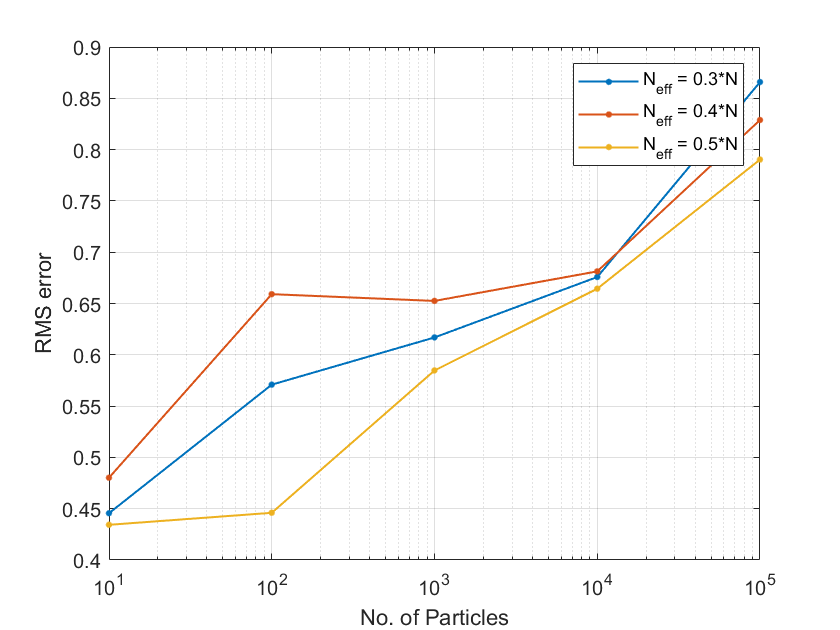 0.9
0.85
0.8
0.75
0.7
0.65
0.6
0.55
0.5
0.45
0.4
RMS error
N_eff = 0.3*N
N_eff = 0.4*N
N_eff = 0.5*N
10^1 10^2 10^3 10^4 10^5
No. of Particles